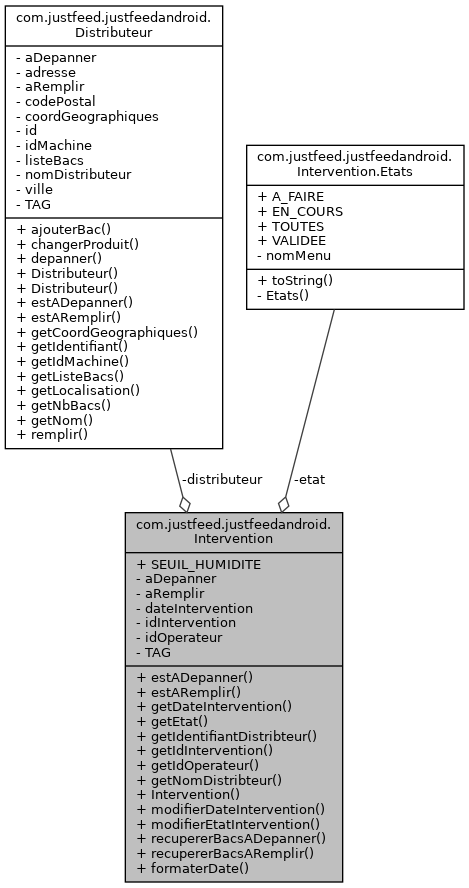 com.justfeed.justfeedandroid.
Distributeur
- aDepanner
- adresse
- aRemplir
- codePostal
- coordGeographiques
- id
- idMachine
- listeBacs
- nomDistributeur
- ville
- TAG
+ ajouterBac()
+ changerProduit()
+ depanner()
+ Distributeur()
+ Distributeur()
+ estADepanner()
+ estARemplir()
+ getCoordGeographiques()
+ getIdentifiant()
+ getIdMachine()
+ getListeBacs()
+ getLocalisation()
+ getNbBacs()
+ getNom()
+ remplir()
com.justfeed.justfeedandroid.
Intervention.Etats
+ A_FAIRE
+ EN_COURS
+ TOUTES
+ VALIDEE
- nomMenu
+ toString()
- Etats()
-distributeur
-etat
com.justfeed.justfeedandroid.
Intervention
+ SEUIL_HUMIDITE
- aDepanner
- aRemplir
- dateIntervention
- idIntervention
- idOperateur
- TAG
+ estADepanner()
+ estARemplir()
+ getDateIntervention()
+ getEtat()
+ getIdentifiantDistribteur()
+ getIdIntervention()
+ getIdOperateur()
+ getNomDistribteur()
+ Intervention()
+ modifierDateIntervention()
+ modifierEtatIntervention()
+ recupererBacsADepanner()
+ recupererBacsARemplir()
+ formaterDate()